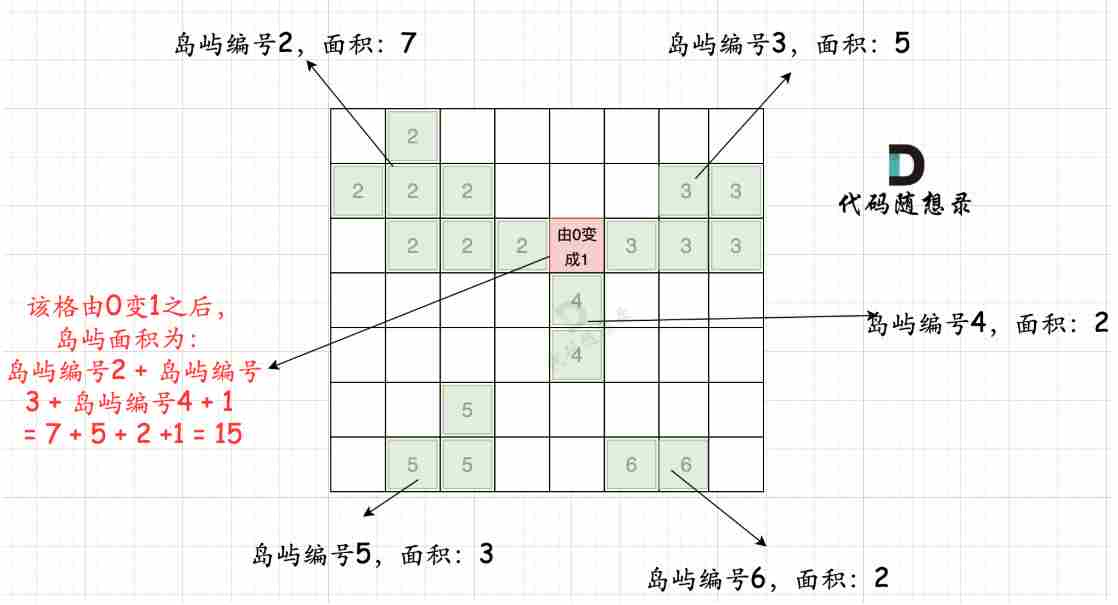 岛屿编号2，面积：7
岛屿编号3，面积：5
2
2 2 2 3 3
代码随想录
2 2 2 由0变成1 3 3 3
4
该格由0变1之后，
岛屿面积为：
岛屿编号2 + 岛屿编号
3 + 岛屿编号4 + 1
= 7 + 5 + 2 +1 = 15
岛屿编号4，面积：2
4
5
5 5 6 6
岛屿编号5，面积：3
岛屿编号6，面积：2